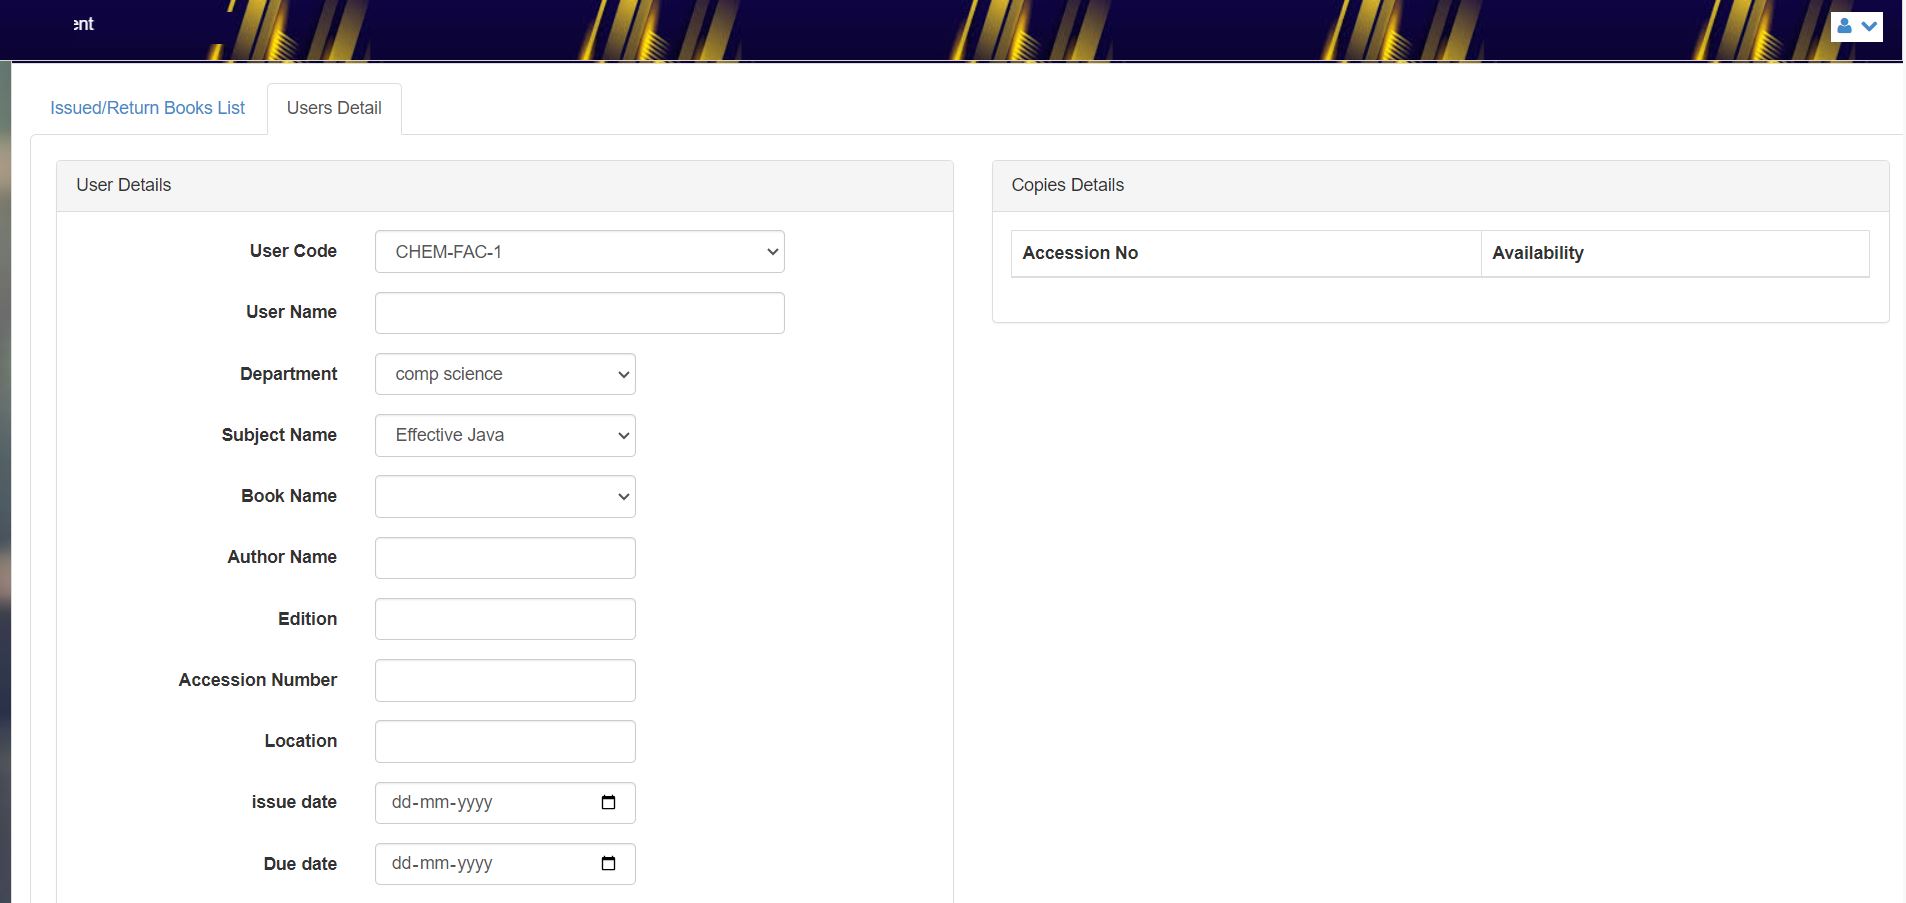 Issued/Return Books List
Users Detail
User Details
User Code
CHEM-FAC-1
User Name
Department
comp science
Subject Name
Effective Java
Book Name
Author Name
Edition
Accession Number
Location
issue date
dd-mm-yyyy
Due date
dd-mm-yyyy
Copies Details
Accession No
Availability